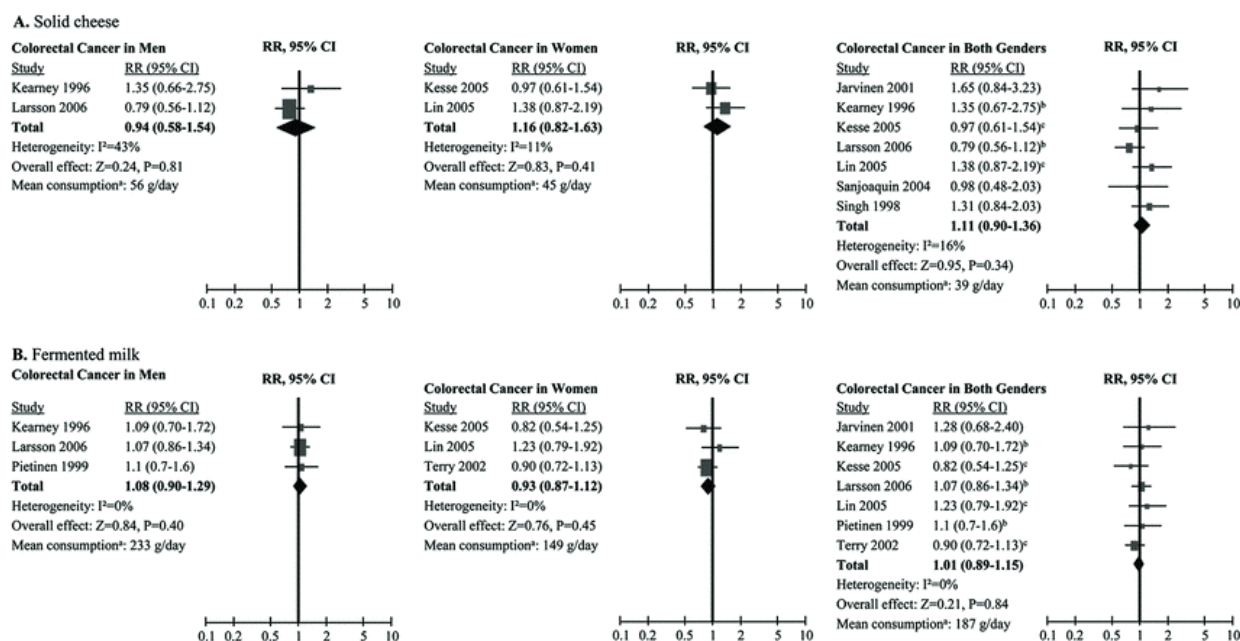 A. Solid cheese
Colorectal Cancer in Men
RR, 95% CI
Study RR (95% CI)
Kearney 1996 1.35 (0.66-2.75)
Larsson 2006 0.79 (0.56-1.12)
Total 0.94 (0.58-1.54)
Heterogeneity: I²=43%
Overall effect: Z=0.24, P=0.81
Mean consumptionᵃ: 56 g/day
0.1 0.2 0.5 1 2 5 10
Colorectal Cancer in Women
RR, 95% CI
Study RR (95% CI)
Kesse 2005 0.97 (0.61-1.54)
Lin 2005 1.38 (0.87-2.19)
Total 1.16 (0.82-1.63)
Heterogeneity: I²=11%
Overall effect: Z=0.83, P=0.41
Mean consumptionᵃ: 45 g/day
0.1 0.2 0.5 1 2 5 10
Colorectal Cancer in Both Genders
RR, 95% CI
Study RR (95% CI)
Jarvinen 2001 1.65 (0.84-3.23)
Kearney 1996 1.35 (0.67-2.75)ᵇ
Kesse 2005 0.97 (0.61-1.54)ᶜ
Larsson 2006 0.79 (0.56-1.12)ᵇ
Lin 2005 1.38 (0.87-2.19)ᶜ
Sanjoaquin 2004 0.98 (0.48-2.03)
Singh 1998 1.31 (0.84-2.03)
Total 1.11 (0.90-1.36)
Heterogeneity: I²=16%
Overall effect: Z=0.95, P=0.34)
Mean consumptionᵃ: 39 g/day
0.1 0.2 0.5 1 2 5 10
B. Fermented milk
Colorectal Cancer in Men
RR, 95% CI
Study RR (95% CI)
Kearney 1996 1.09 (0.70-1.72)
Larsson 2006 1.07 (0.86-1.34)
Pietinen 1999 1.1 (0.7-1.6)
Total 1.08 (0.90-1.29)
Heterogeneity: I²=0%
Overall effect: Z=0.84, P=0.40
Mean consumptionᵃ: 233 g/day
0.1 0.2 0.5 1 2 5 10
Colorectal Cancer in Women
RR, 95% CI
Study RR (95% CI)
Kesse 2005 0.82 (0.54-1.25)
Lin 2005 1.23 (0.79-1.92)
Terry 2002 0.90 (0.72-1.13)
Total 0.93 (0.87-1.12)
Heterogeneity: I²=0%
Overall effect: Z=0.76, P=0.45
Mean consumptionᵃ: 149 g/day
0.1 0.2 0.5 1 2 5 10
Colorectal Cancer in Both Genders
RR, 95% CI
Study RR (95% CI)
Jarvinen 2001 1.28 (0.68-2.40)
Kearney 1996 1.09 (0.70-1.72)ᵇ
Kesse 2005 0.82 (0.54-1.25)ᶜ
Larsson 2006 1.07 (0.86-1.34)ᵇ
Lin 2005 1.23 (0.79-1.92)ᶜ
Pietinen 1999 1.1 (0.7-1.6)ᵇ
Terry 2002 0.90 (0.72-1.13)ᶜ
Total 1.01 (0.89-1.15)
Heterogeneity: I²=0%
Overall effect: Z=0.21, P=0.84
Mean consumptionᵃ: 187 g/day
0.1 0.2 0.5 1 2 5 10